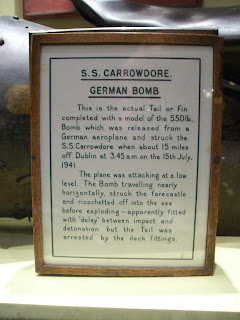 S.S. CARROWDORE.
GERMAN BOMB
This is the actual Tail or Fin
completed with a model of the 550lb,
Bomb which was released from a
German aeroplane and struck the
S.S.Carrowdore when about 15 miles
off Dublin at 3.45 a.m. on the 15th July,
1941.
The plane was attacking at a low
level. The Bomb travelling nearly
horizontally, struck the forecastle
and ricochetted off into the sea
before exploding - apparently fitted
with "delay" between impact and
detonation but the Tail was
arrested by the deck fittings.